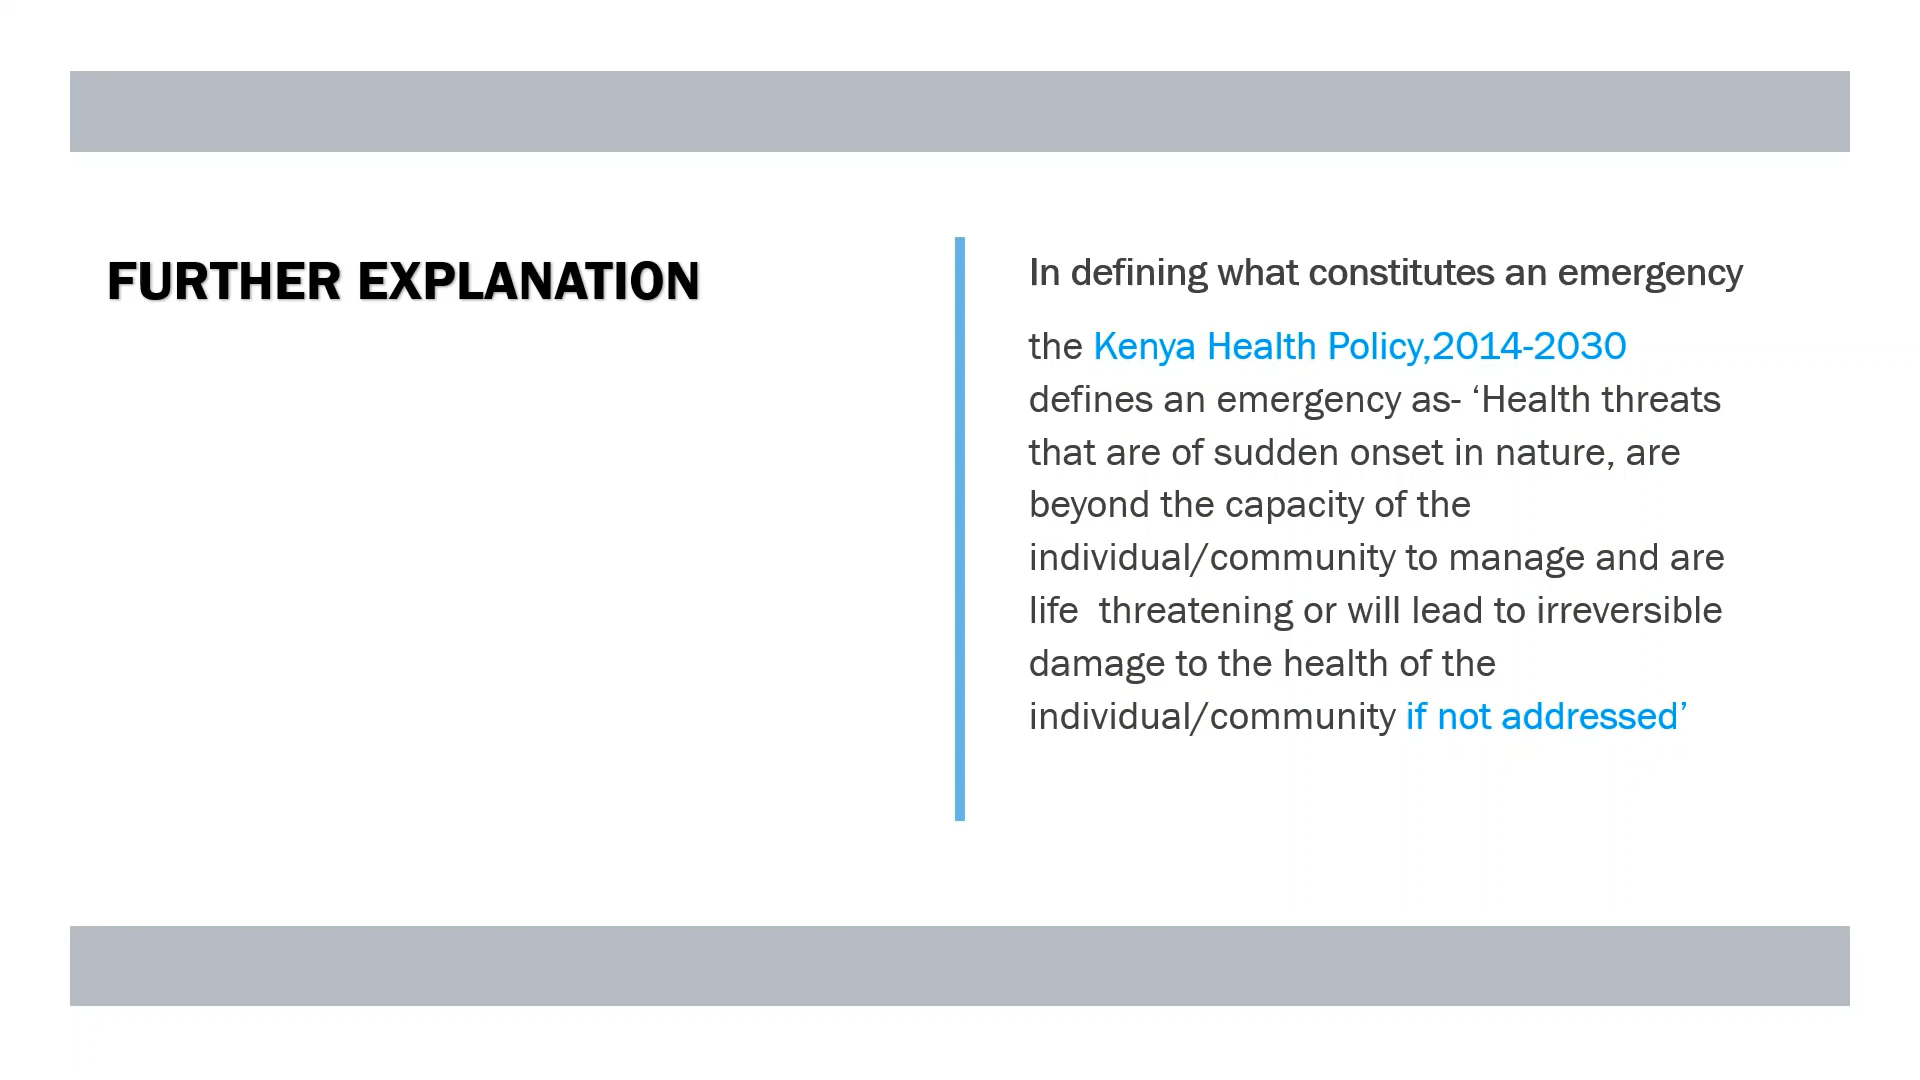 FURTHER EXPLANATION
In defining what constitutes an emergency
the Kenya Health Policy,2014-2030
defines an emergency as- ‘Health threats
that are of sudden onset in nature, are
beyond the capacity of the
individual/community to manage and are
life  threatening or will lead to irreversible
damage to the health of the
individual/community if not addressed’